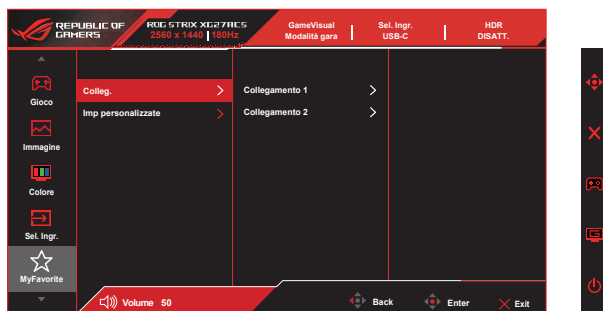 REPUBLIC OF
GAMERS
ROG STRIX XG27ACS
2560 x 1440 | 180Hz
GameVisual
Modalità gara
Sel. Ingr.
USB-C
HDR
DISATT.
Gioco
Immagine
Colore
Sel. Ingr.
MyFavorite
Colleg.
Imp personalizzate
Collegamento 1
Collegamento 2
Volume 50
Back
Enter
Exit